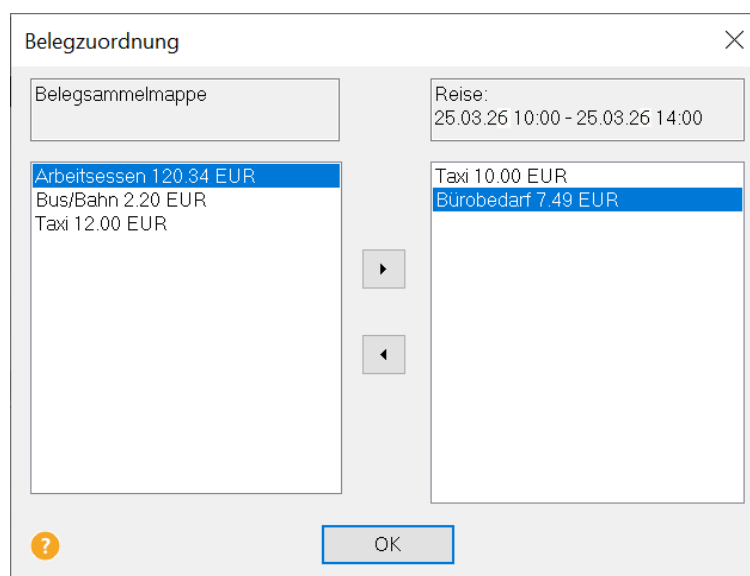 Belegzuordnung
Belegsammelmappe
Reise:
25.03.26 10:00 - 25.03.26 14:00
Arbeitsessen 120.34 EUR
Bus/Bahn 2.20 EUR
Taxi 12.00 EUR
Taxi 10.00 EUR
Bürobedarf 7.49 EUR
?
OK